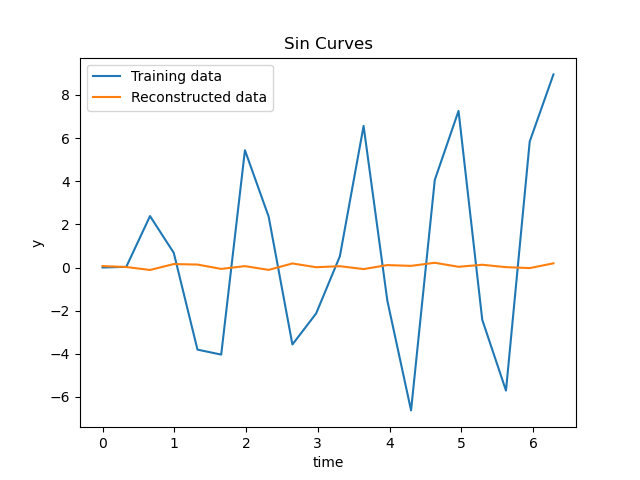 Sin Curves
Training data
Reconstructed data
8
6
4
2
0
−2
−4
−6
y
0 1 2 3 4 5 6
time